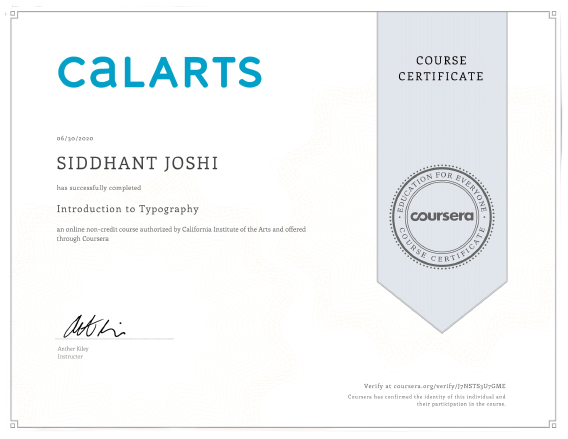 CALARTS
COURSE
CERTIFICATE
06/30/2020
SIDDHANT JOSHI
has successfully completed
Introduction to Typography
an online non-credit course authorized by California Institute of the Arts and offered
through Coursera
EDUCATION FOR EVERYONE
coursera
COURSE CERTIFICATE
Anther Kiley
Instructor
Verify at coursera.org/verify/J7NSTS3U7GME
Coursera has confirmed the identity of this individual and
their participation in the course.